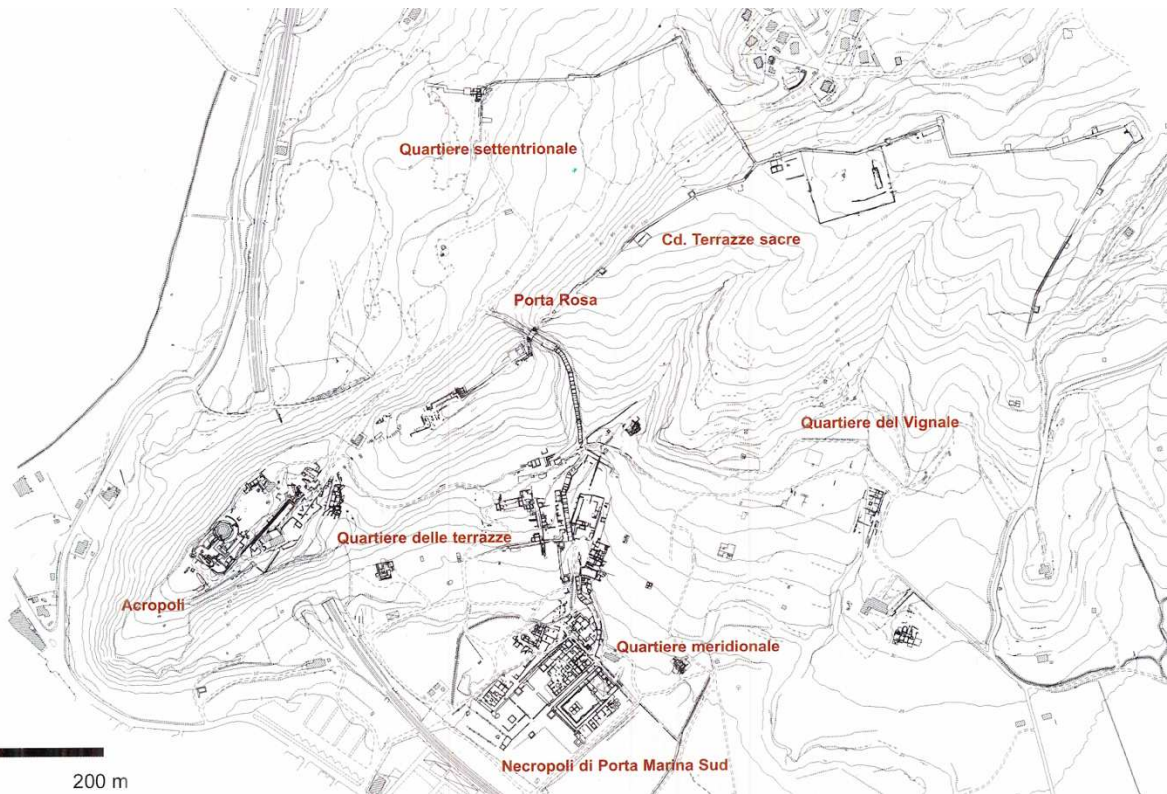 Quartiere settentrionale
Cd. Terrazze sacre
Porta Rosa
Quartiere del Vignale
Quartiere delle terrazze
Acropoli
Quartiere meridionale
Necropoli di Porta Marina Sud
200 m